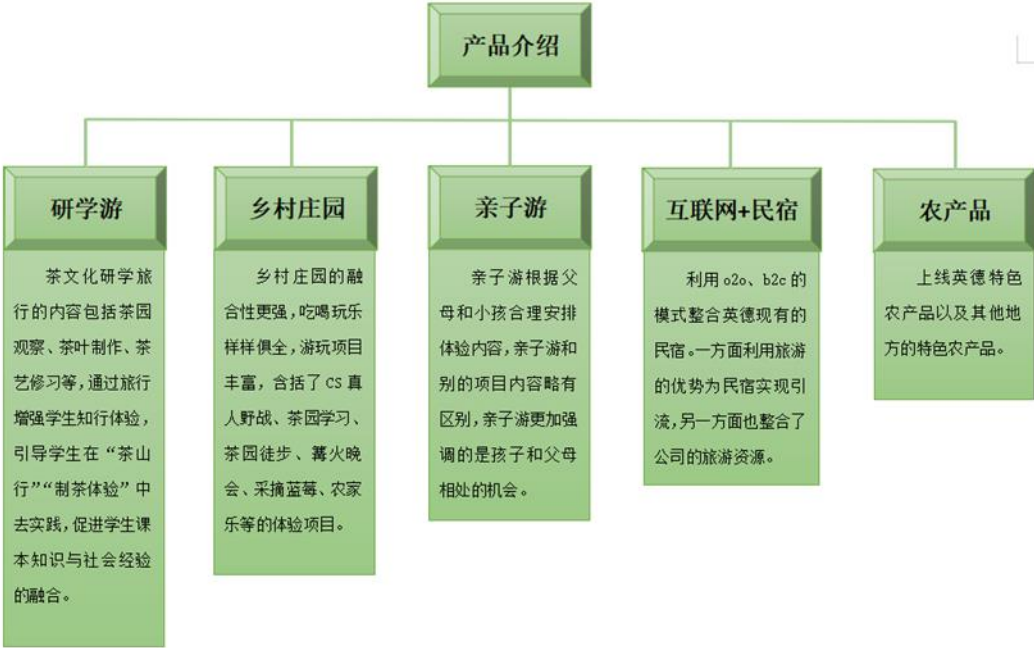 产品介绍
研学游
茶文化研学旅
行的内容包括茶园
观察、茶叶制作、茶
艺修习等，通过旅行
增强学生知行体验，
引导学生在“茶山
行”“制茶体验”中
去实践，促进学生课
本知识与社会经验
的融合。
乡村庄园
乡村庄园的融
合性更强，吃喝玩乐
样样俱全，游玩项目
丰富，含括了 CS 真
人野战、茶园学习、
茶园徒步、篝火晚
会、采摘蓝莓、农家
乐等的体验项目。
亲子游
亲子游根据父
母和小孩合理安排
体验内容，亲子游和
别的项目内容略有
区别，亲子游更加强
调的是孩子和父母
相处的机会。
互联网+民宿
利用 o2o、b2c 的
模式整合英德现有的
民宿。一方面利用旅游
的优势为民宿实现引
流，另一方面也整合了
公司的旅游资源。
农产品
上线英德特色
农产品以及其他地
方的特色农产品。